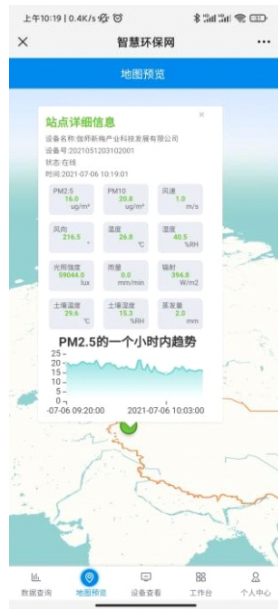 上午10:19 | 0.4K/s
智慧环保网
地图预览
站点详细信息
设备名称:伽师新梅产业科技发展有限公司
设备号:2021051203102001
状态:在线
时间:2021-07-06 10:19:01
PM2.5 PM10 风速
16.0 20.8 1.0
ug/m³ ug/m³ m/s
风向 温度 湿度
216.5 26.8 40.5
° ℃ %RH
光照强度 雨量 辐射
59044.0 0.0 394.8
lux mm/min W/m2
土壤温度 土壤湿度 蒸发量
29.6 15.3 2.0
℃ %RH mm
PM2.5的一个小时内趋势
25
20
15
10
5
0
-07-06 09:20:00 2021-07-06 10:03:00
数据查询 地图预览 设备查看 工作台 个人中心